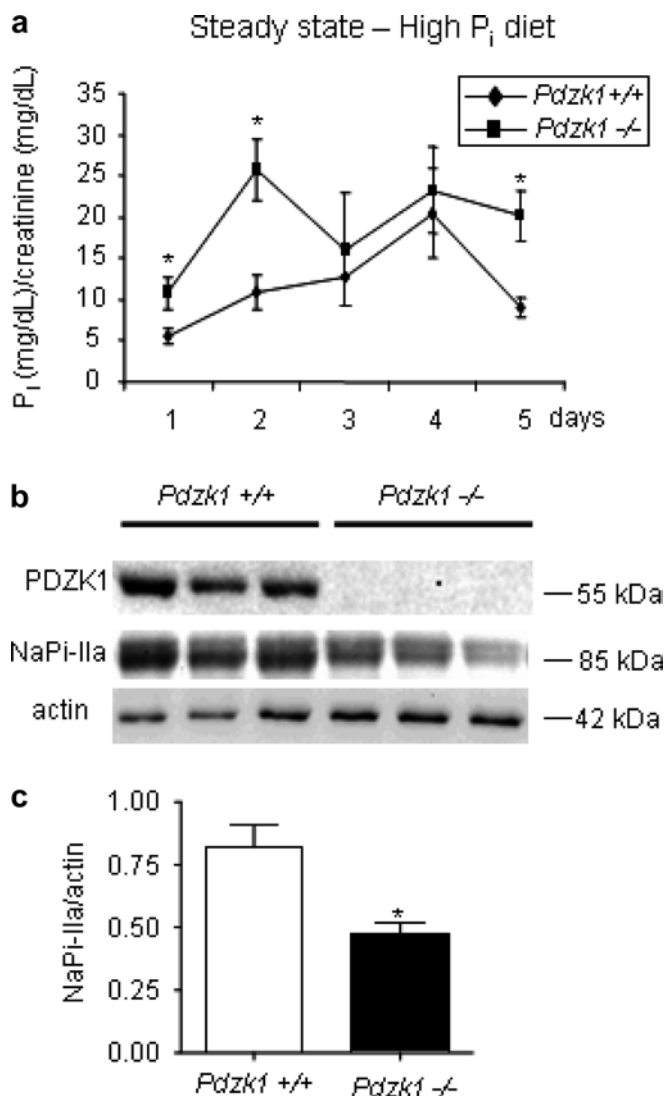 a
Steady state – High Pi diet
Pdzk1 +/+
Pdzk1 -/-
Pi (mg/dL)/creatinine (mg/dL)
35
30
25
20
15
10
5
0
*
*
*
1 2 3 4 5 days
b
Pdzk1 +/+ Pdzk1 -/-
PDZK1 —55 kDa
NaPi-IIa —85 kDa
actin —42 kDa
c
NaPi-IIa/actin
1.00
0.75
0.50
0.25
0.00
*
Pdzk1 +/+ Pdzk1 -/-